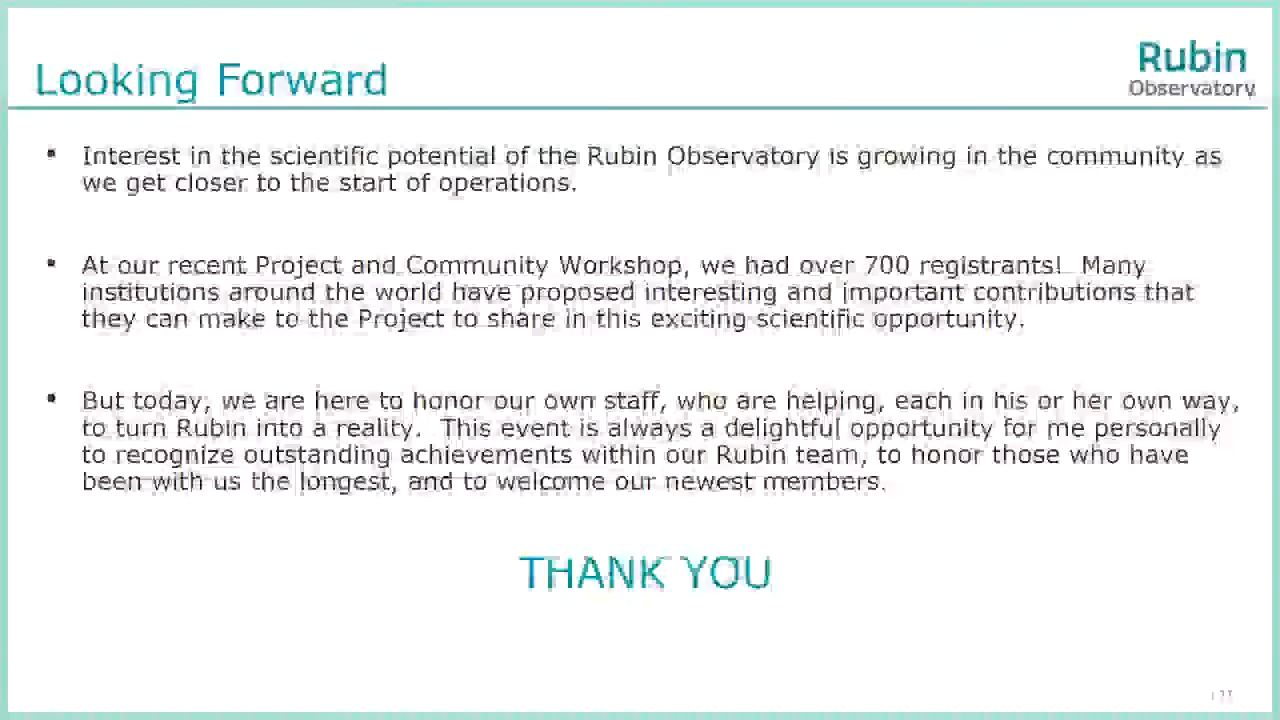 Looking Forward
Rubin
Observatory
• Interest in the scientific potential of the Rubin Observatory is growing in the community as
we get closer to the start of operations.
• At our recent Project and Community Workshop, we had over 700 registrants!  Many
institutions around the world have proposed interesting and important contributions that
they can make to the Project to share in this exciting scientific opportunity.
• But today, we are here to honor our own staff, who are helping, each in his or her own way,
to turn Rubin into a reality.  This event is always a delightful opportunity for me personally
to recognize outstanding achievements within our Rubin team, to honor those who have
been with us the longest, and to welcome our newest members.
THANK YOU